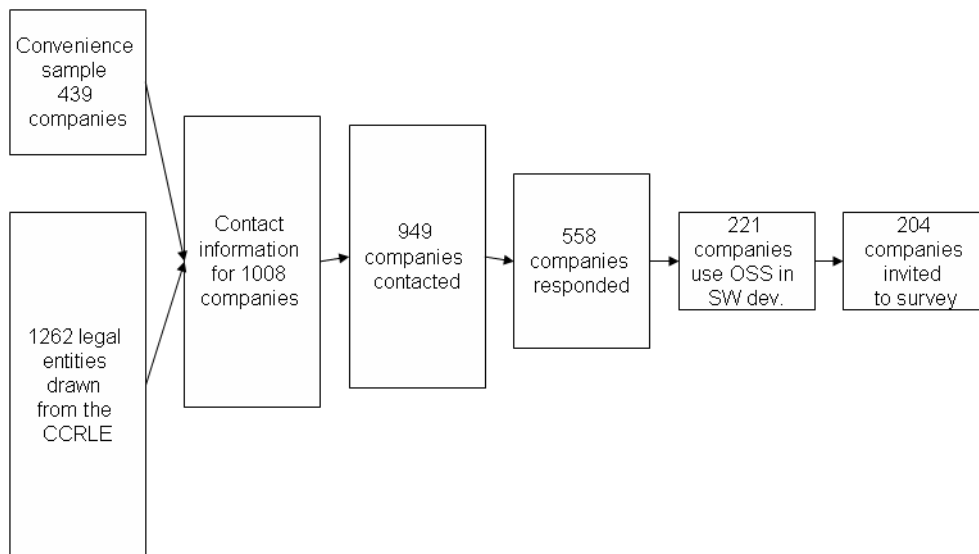 Convenience
sample
439
companies
1262 legal
entities
drawn
from the
CCRLE
Contact
information
for 1008
companies
949
companies
contacted
558
companies
responded
221
companies
use OSS in
SW dev.
204
companies
invited
to survey